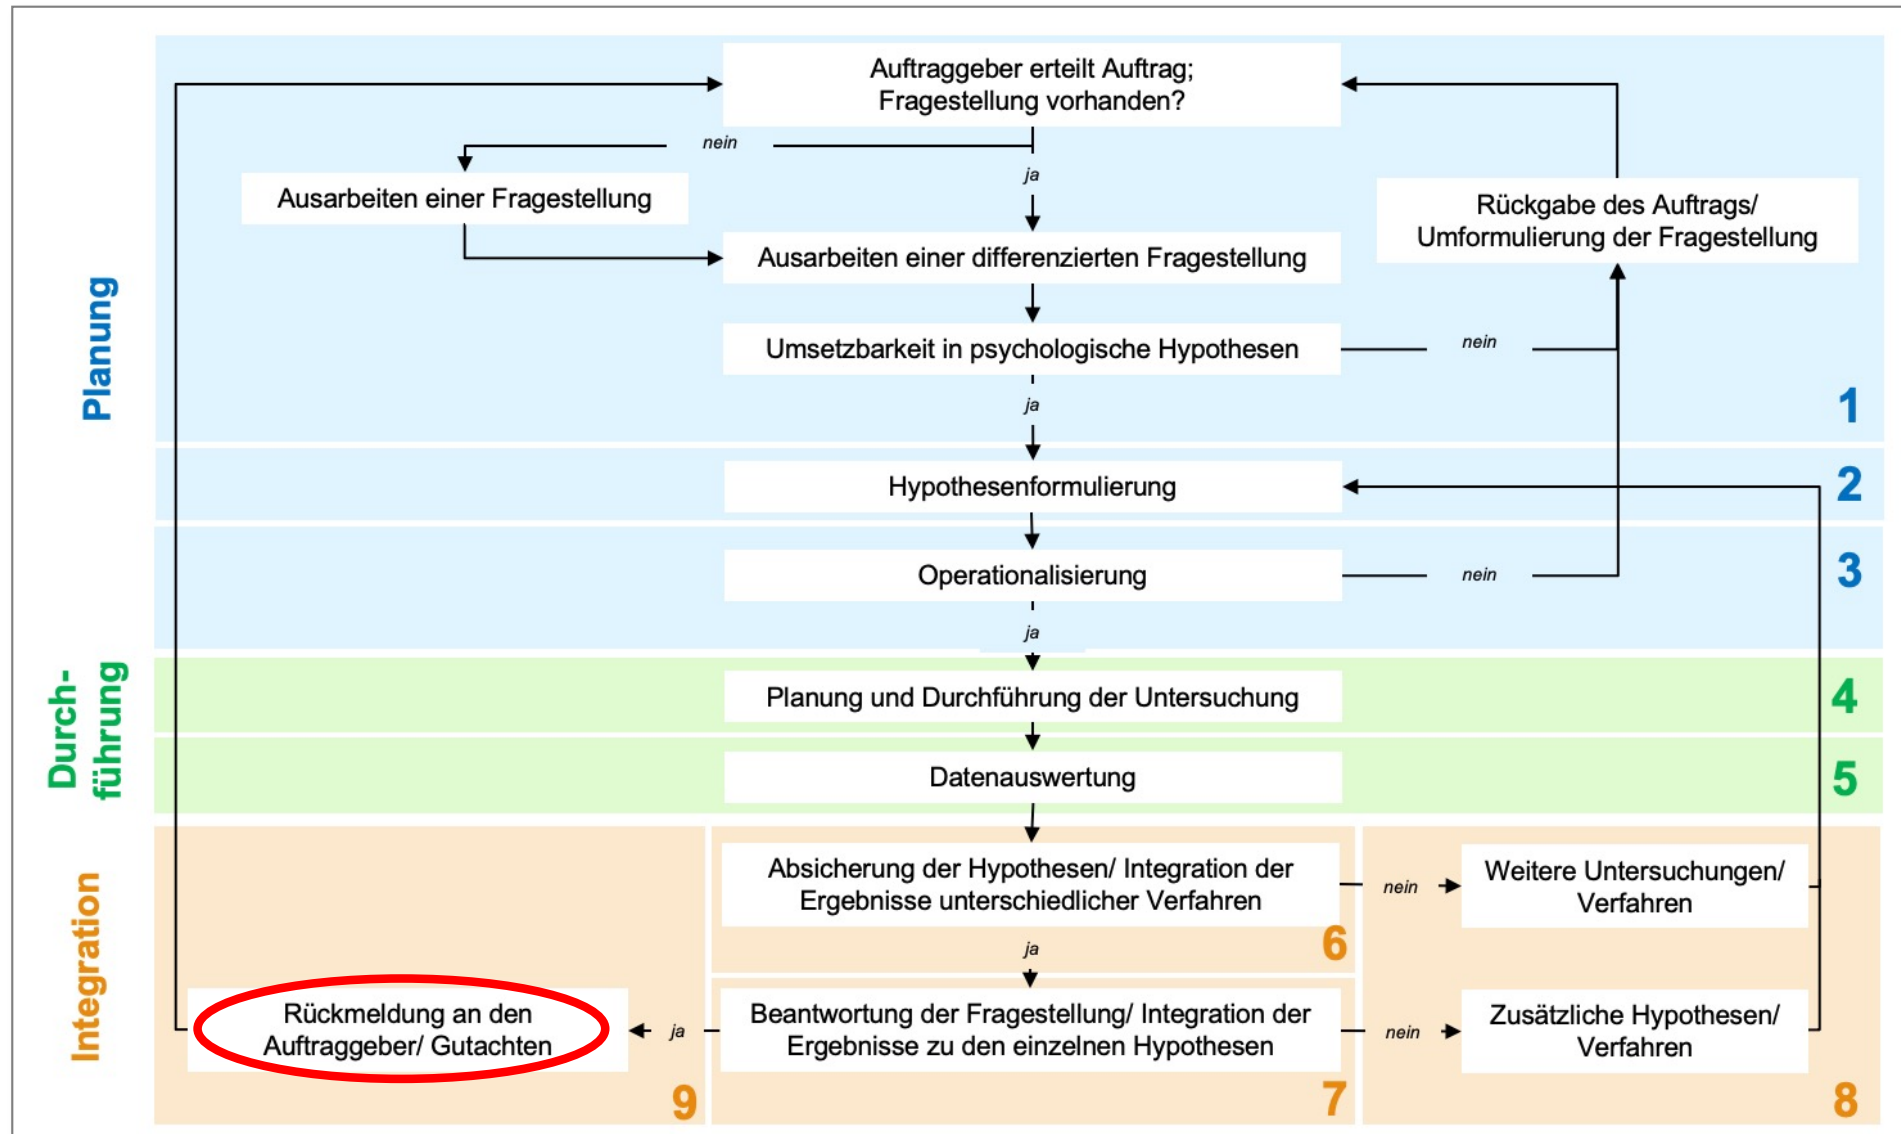 Auftraggeber erteilt Auftrag;
Fragestellung vorhanden?
nein
ja
Ausarbeiten einer Fragestellung
Rückgabe des Auftrags/
Umformulierung der Fragestellung
Ausarbeiten einer differenzierten Fragestellung
Umsetzbarkeit in psychologische Hypothesen
nein
ja
Planung
1
Hypothesenformulierung
2
Operationalisierung
nein
3
ja
Durch-
führung
Planung und Durchführung der Untersuchung
4
Datenauswertung
5
Integration
Absicherung der Hypothesen/ Integration der
Ergebnisse unterschiedlicher Verfahren
nein
Weitere Untersuchungen/
Verfahren
6
ja
Rückmeldung an den
Auftraggeber/ Gutachten
ja
Beantwortung der Fragestellung/ Integration der
Ergebnisse zu den einzelnen Hypothesen
nein
Zusätzliche Hypothesen/
Verfahren
9
7
8